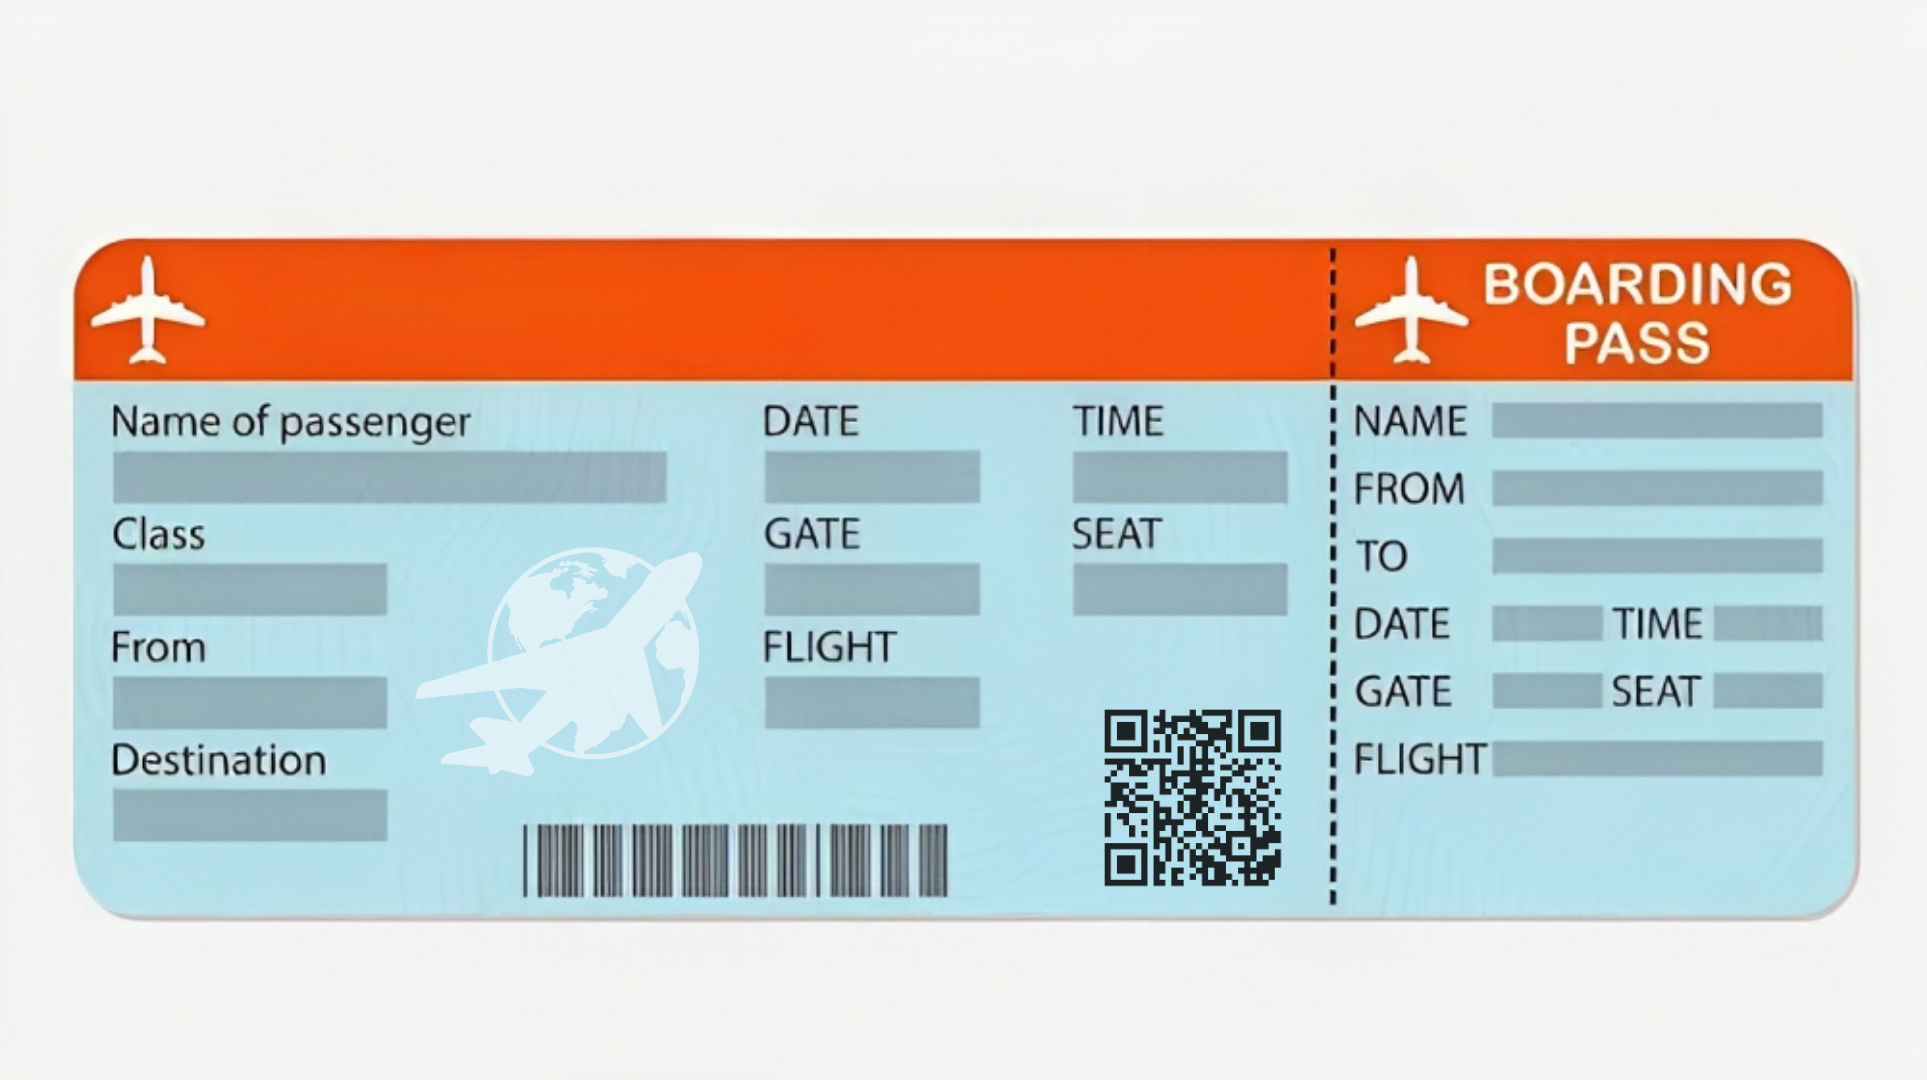 BOARDING
PASS
Name of passenger
DATE
TIME
Class
GATE
SEAT
From
FLIGHT
Destination
NAME
FROM
TO
DATE TIME
GATE SEAT
FLIGHT